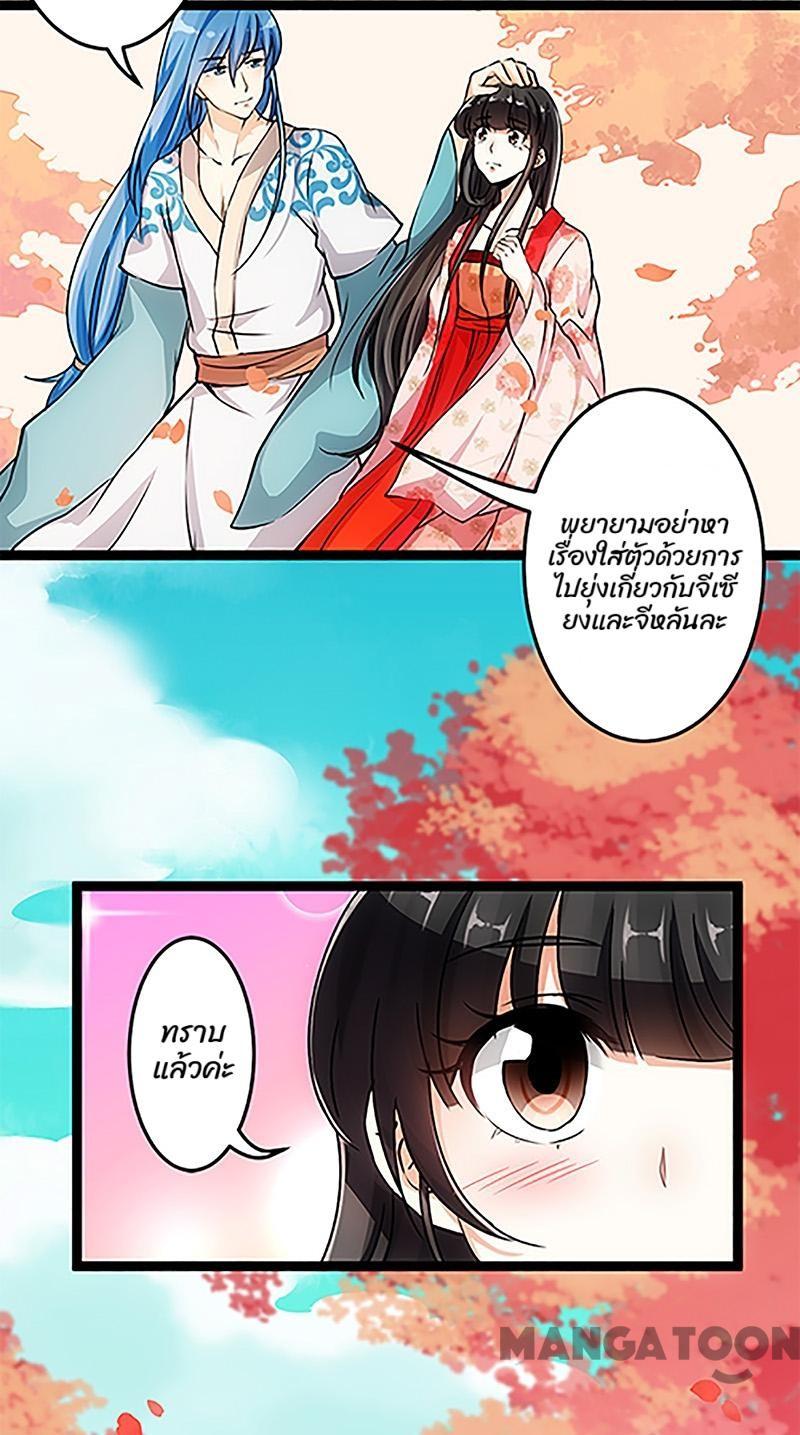 พยายามอย่าหา
เรื่องใส่ตัวด้วยการ
ไปยุ่งเกี่ยวกับจีเซี
ยงและจีหลันละ
ทราบ
แล้วค่ะ
MANGATOON